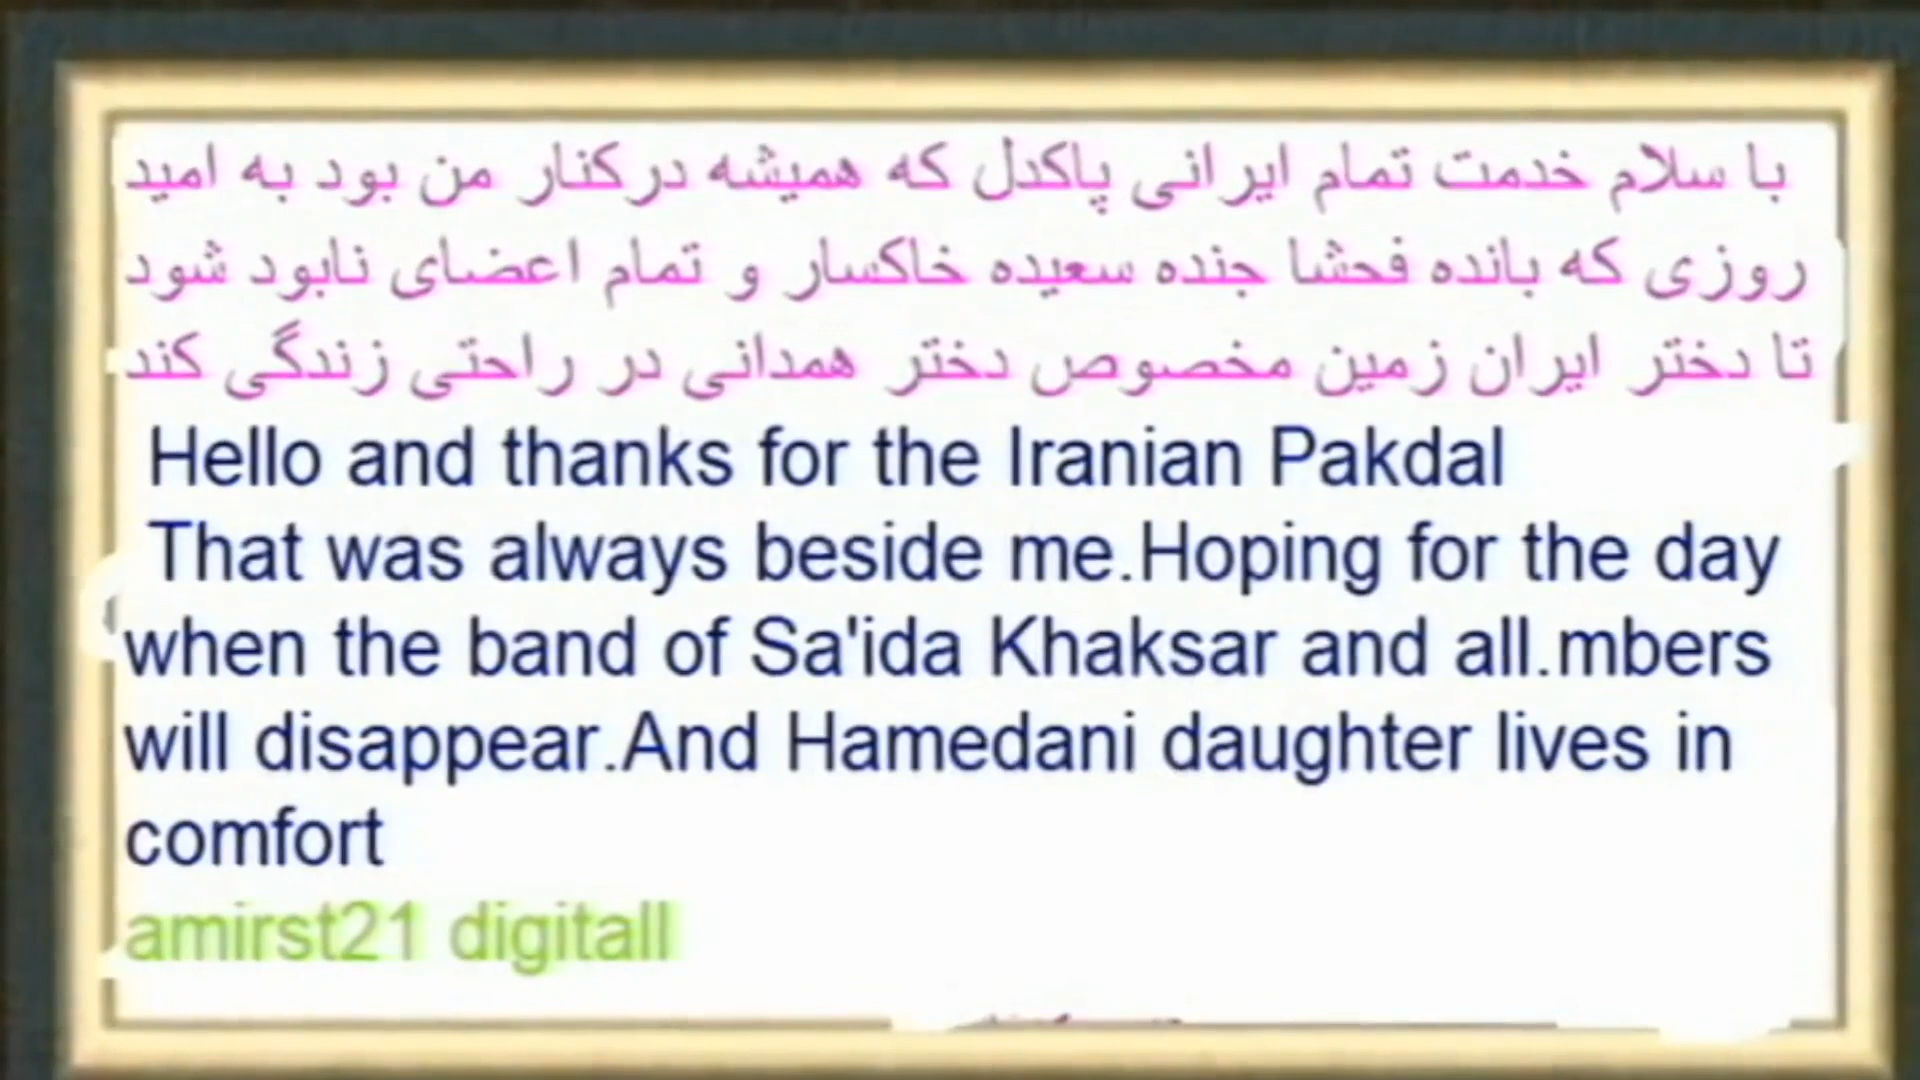 با سلام خدمت تمام ایرانی پاکدل که همیشه درکنار من بود به امید
روزی که بانده فحشا جنده سعیده خاکسار و تمام اعضای نابود شود
تا دختر ایران زمین مخصوص دختر همدانی در راحتی زندگی کند
Hello and thanks for the Iranian Pakdal
That was always beside me.Hoping for the day
when the band of Sa'ida Khaksar and all.mbers
will disappear.And Hamedani daughter lives in
comfort
amirst21 digitall